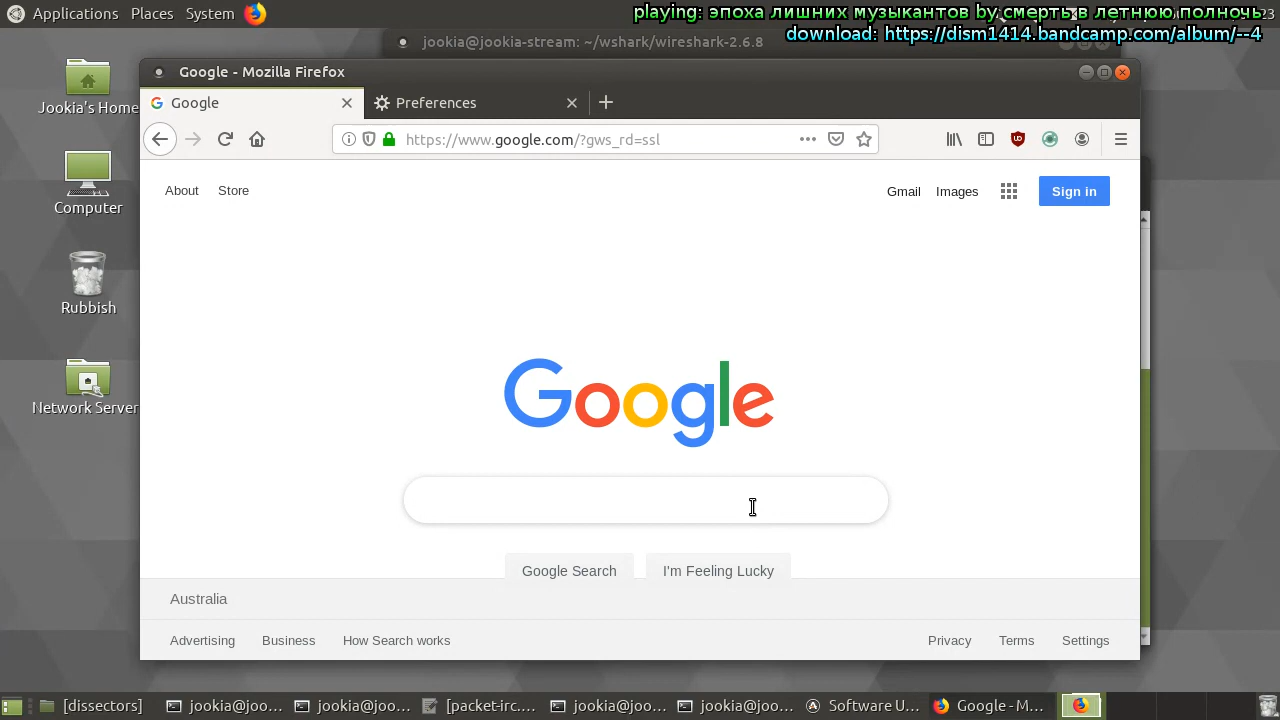 Applications Places System
23
playing: эпоха лишних музыкантов by смерть в летнюю полночь
download: https://dism1414.bandcamp.com/album/--4
jookia@jookia-stream: ~/wshark/wireshark-2.6.8
Google - Mozilla Firefox
Google
Preferences
https://www.google.com/?gws_rd=ssl
About Store
Gmail Images Sign in
Jookia's Home
Computer
Rubbish
Network Server
Google
Google Search I'm Feeling Lucky
Australia
Advertising Business How Search works
Privacy Terms Settings
[dissectors] jookia@joo... jookia@joo... [packet-irc.... jookia@joo... jookia@joo... Software U... Google - M...